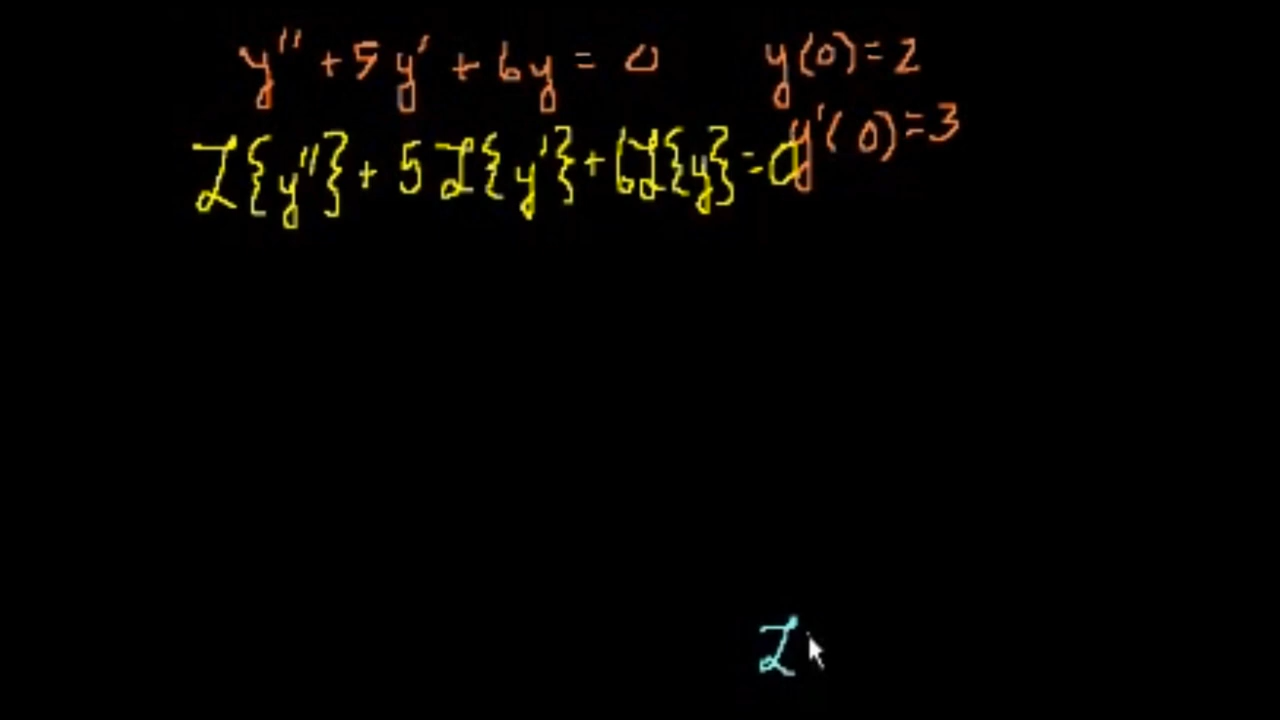 y'' + 5y' + 6y = 0 y(0)=2
y'(0)=3
ℒ{y''} + 5ℒ{y'} + 6ℒ{y} = 0
ℒ